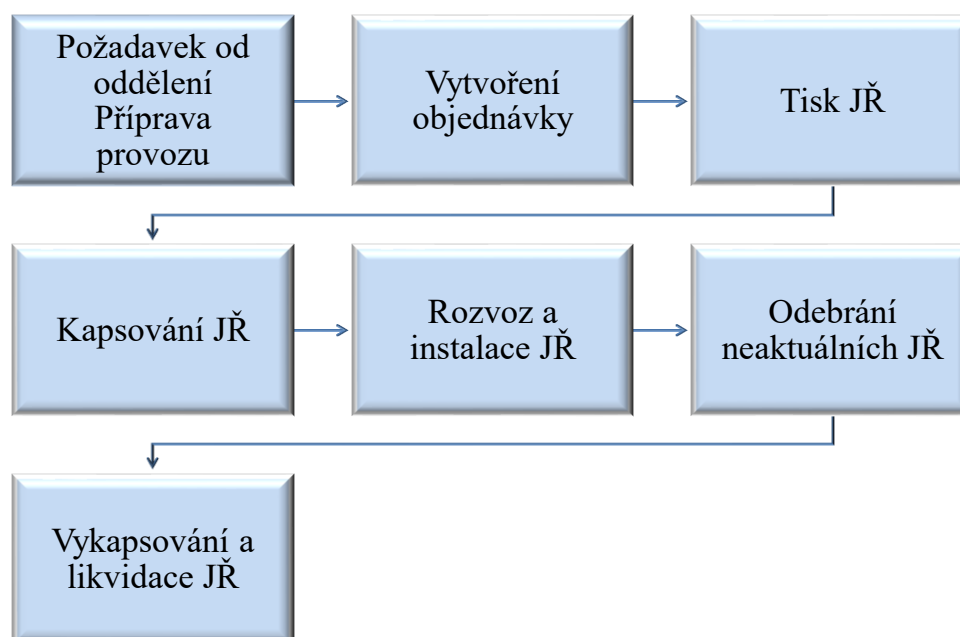 Požadavek od
oddělení
Příprava
provozu
Vytvoření
objednávky
Tisk JŘ
Kapsování JŘ
Rozvoz a
instalace JŘ
Odebrání
neaktuálních JŘ
Vykapsování a
likvidace JŘ